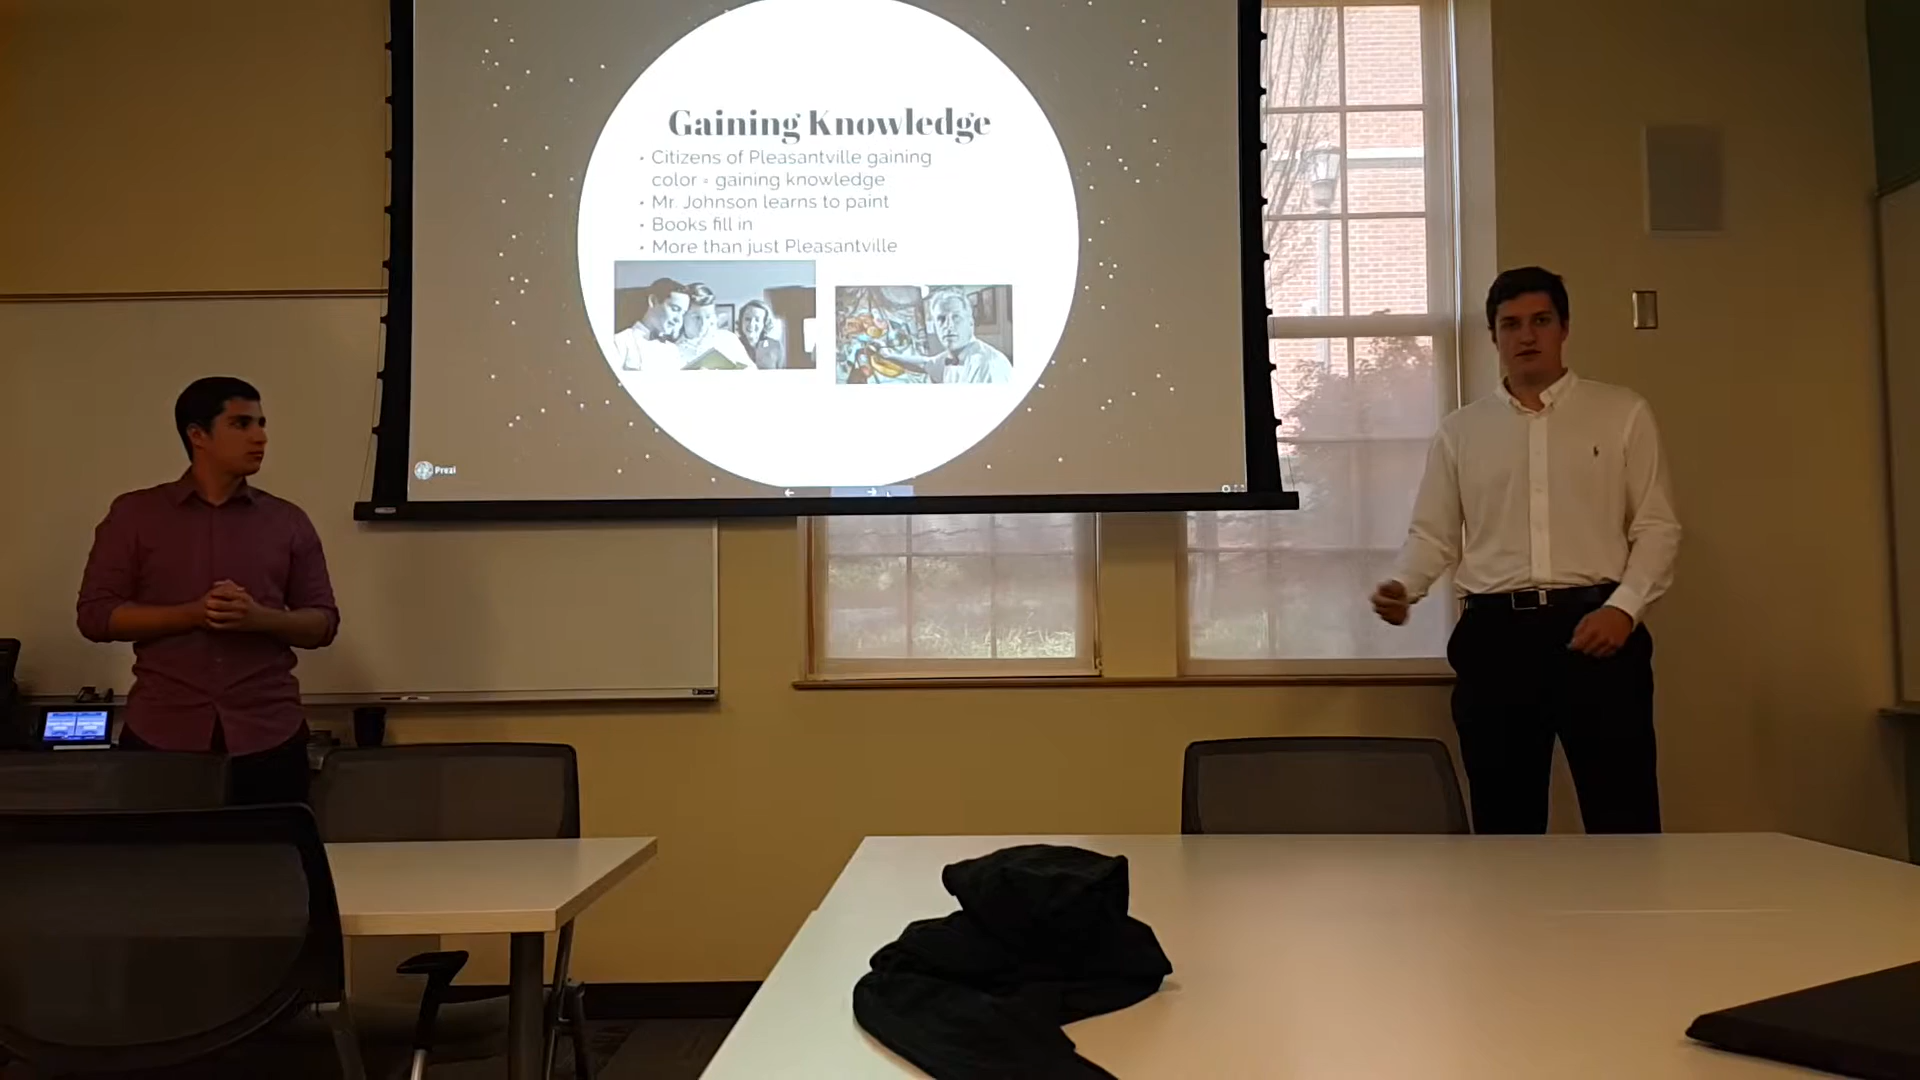 Gaining Knowledge
• Citizens of Pleasantville gaining
color = gaining knowledge
• Mr. Johnson learns to paint
• Books fill in
• More than just Pleasantville
Prezi